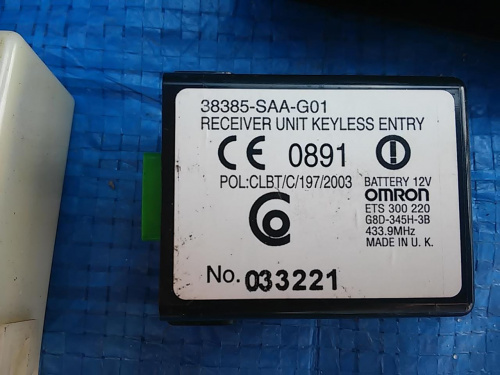 38385-SAA-G01
RECEIVER UNIT KEYLESS ENTRY
CE 0891
POL:CLBT/C/197/2003
BATTERY 12V
OMRON
ETS 300 220
G8D-345H-3B
433.9MHz
MADE IN U. K.
No. 033221